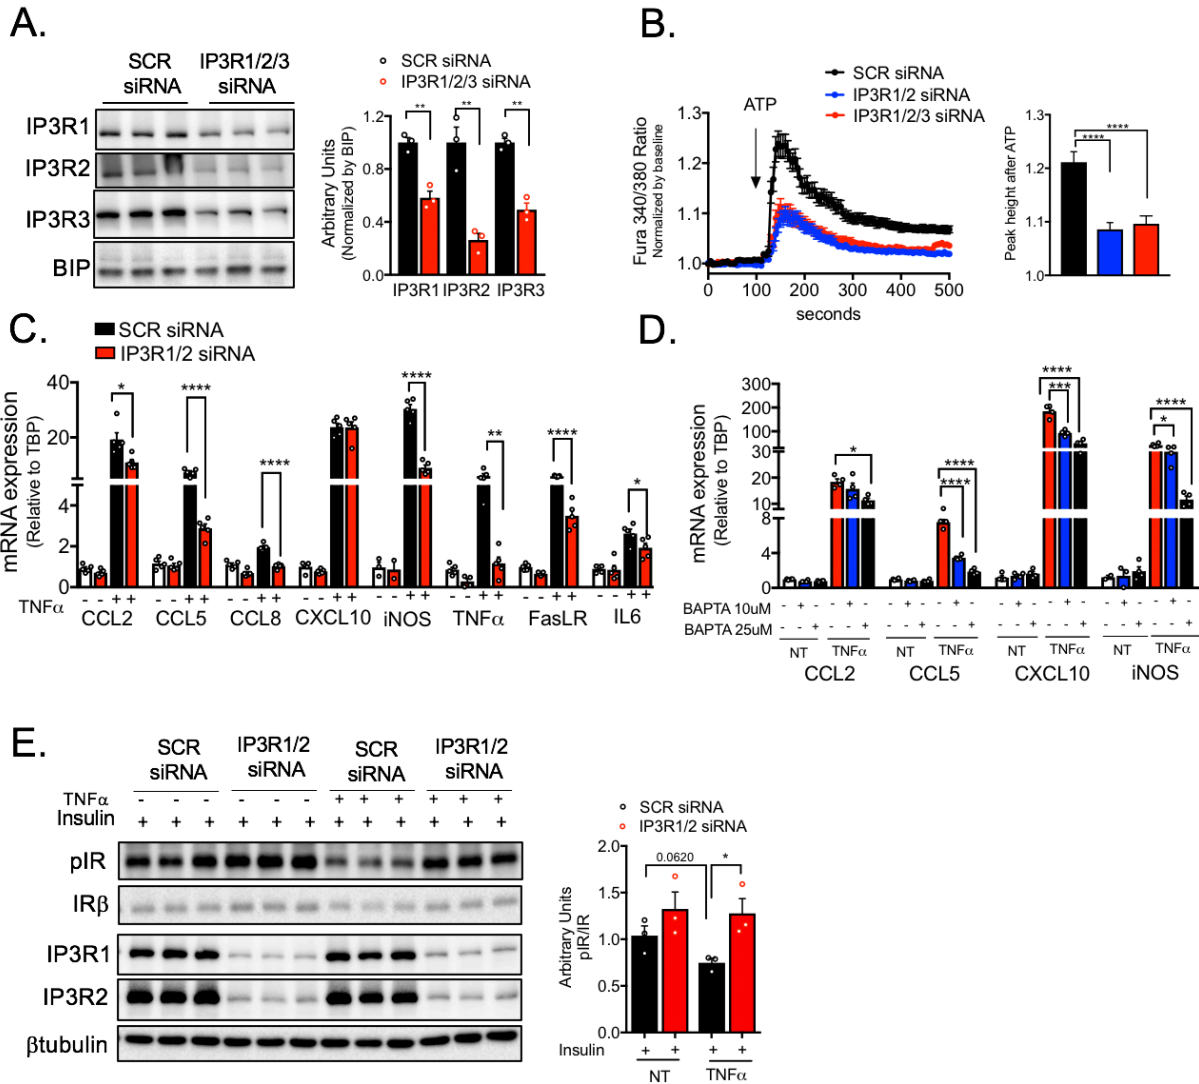 A.
SCR siRNA
IP3R1/2/3 siRNA
IP3R1
IP3R2
IP3R3
BIP
SCR siRNA
IP3R1/2/3 siRNA
Arbitrary Units
(Normalized by BIP)
1.2
0.8
0.4
0.0
** ** **
IP3R1 IP3R2 IP3R3
B.
SCR siRNA
IP3R1/2 siRNA
IP3R1/2/3 siRNA
ATP
Fura 340/380 Ratio
Normalized by baseline
1.3
1.2
1.1
1.0
0 100 200 300 400 500
seconds
Peak height after ATP
1.3
1.2
1.1
1.0
****
****
C.
SCR siRNA
IP3R1/2 siRNA
mRNA expression
(Relative to TBP)
40
20
4
2
0
* **** **** **** ** **** *
TNFα - - + + - - + + - - + + - - + + - - + + - - + + - - + + - - + +
CCL2 CCL5 CCL8 CXCL10 iNOS TNFα FasLR IL6
D.
mRNA expression
(Relative to TBP)
300
200
100
30
20
10
8
4
0
*
****
****
****
***
****
*
BAPTA 10uM - + - - + - - + - - + - - + - - + - - + - - + -
BAPTA 25uM - - + - - + - - + - - + - - + - - + - - + - - +
NT TNFα NT TNFα NT TNFα NT TNFα
CCL2 CCL5 CXCL10 iNOS
E.
SCR siRNA
IP3R1/2 siRNA
SCR siRNA
IP3R1/2 siRNA
TNFα - - - - - - + + + + + +
Insulin + + + + + + + + + + + +
pIR
IRβ
IP3R1
IP3R2
βtubulin
SCR siRNA
IP3R1/2 siRNA
Arbitrary Units
pIR/IR
2.0
1.5
1.0
0.5
0.0
0.0620
*
Insulin + + + +
NT TNFα